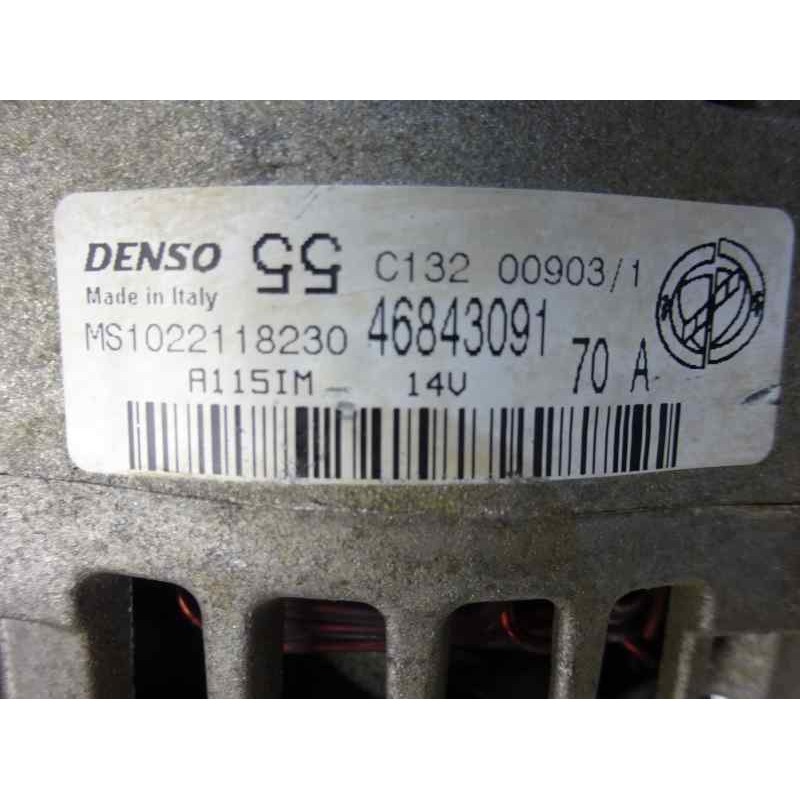 DENSO 55 C132 00903/1
Made in Italy
MS1022118230 46843091 70 A
A115IM - 14V